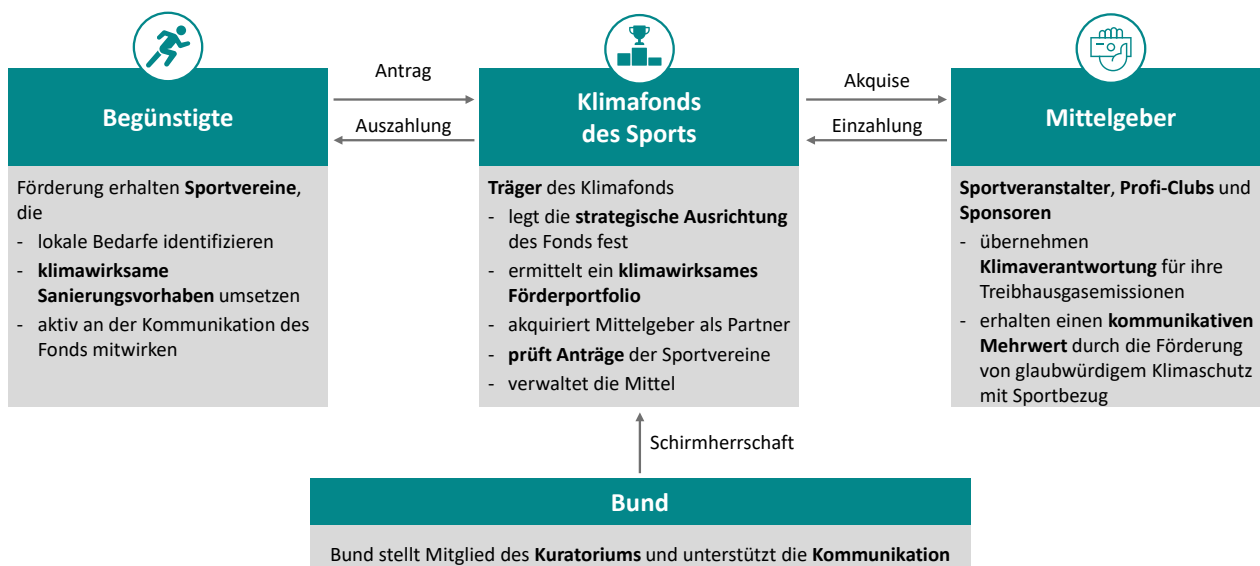 Begünstigte
Förderung erhalten Sportvereine,
die
- lokale Bedarfe identifizieren
- klimawirksame
Sanierungsvorhaben umsetzen
- aktiv an der Kommunikation des
Fonds mitwirken
Antrag
Auszahlung
Klimafonds
des Sports
Träger des Klimafonds
- legt die strategische Ausrichtung
des Fonds fest
- ermittelt ein klimawirksames
Förderportfolio
- akquiriert Mittelgeber als Partner
- prüft Anträge der Sportvereine
- verwaltet die Mittel
Akquise
Einzahlung
Mittelgeber
Sportveranstalter, Profi-Clubs und
Sponsoren
- übernehmen
Klimaverantwortung für ihre
Treibhausgasemissionen
- erhalten einen kommunikativen
Mehrwert durch die Förderung
von glaubwürdigem Klimaschutz
mit Sportbezug
Schirmherrschaft
Bund
Bund stellt Mitglied des Kuratoriums und unterstützt die Kommunikation